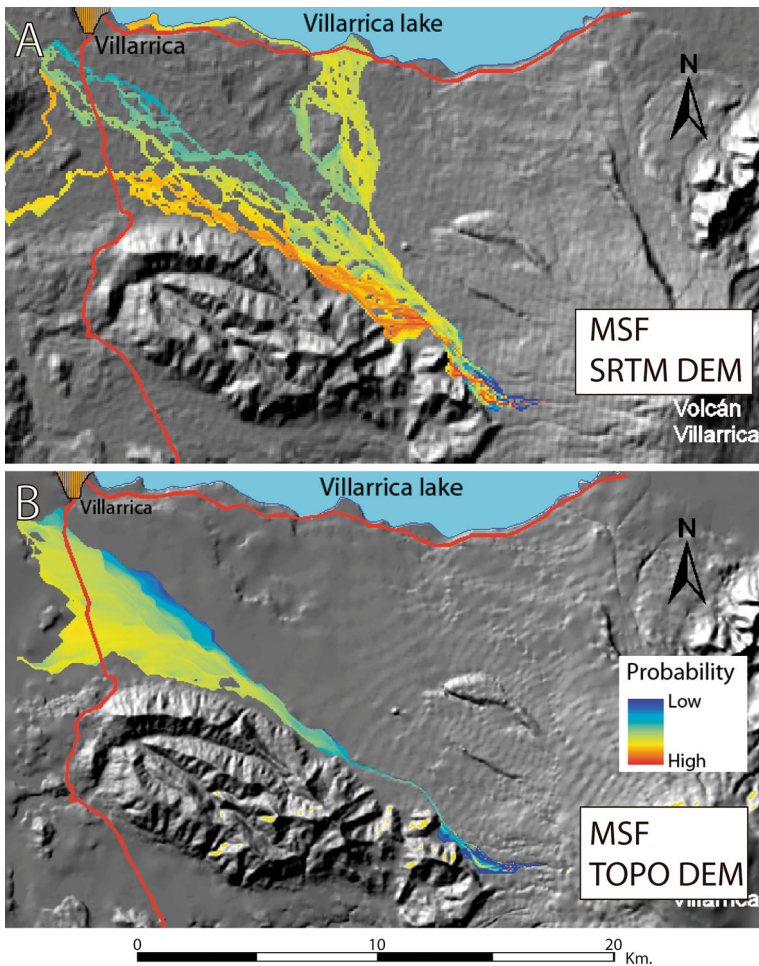 A
Villarrica
Villarrica lake
N
MSF
SRTM DEM
Volcán
Villarrica
B
Villarrica
Villarrica lake
N
Probability
Low
High
MSF
TOPO DEM
Villarrica
0
10
20
Km.